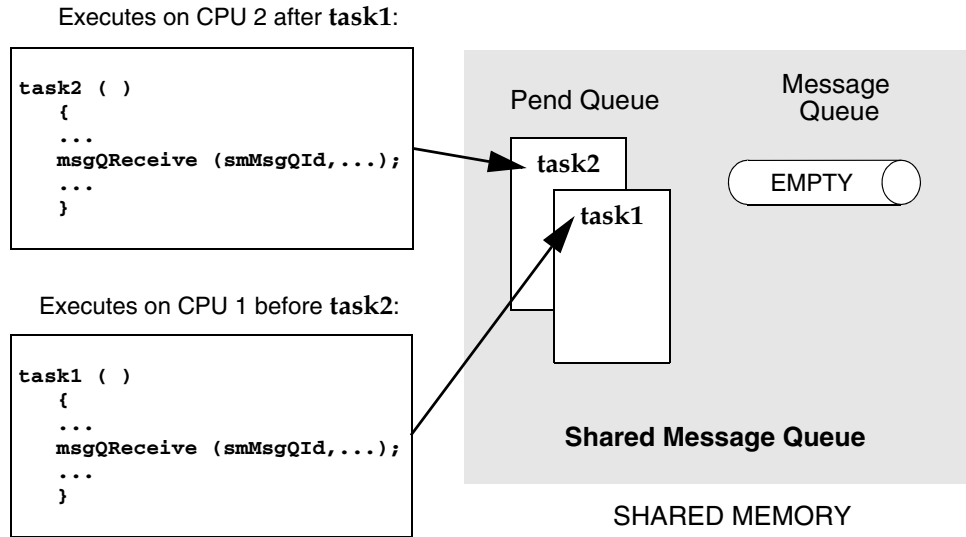 Executes on CPU 2 after task1:
task2 ( )
{
...
msgQReceive (smMsgQId,...);
...
}
Executes on CPU 1 before task2:
task1 ( )
{
...
msgQReceive (smMsgQId,...);
...
}
Pend Queue
task2
task1
Message
Queue
EMPTY
Shared Message Queue
SHARED MEMORY